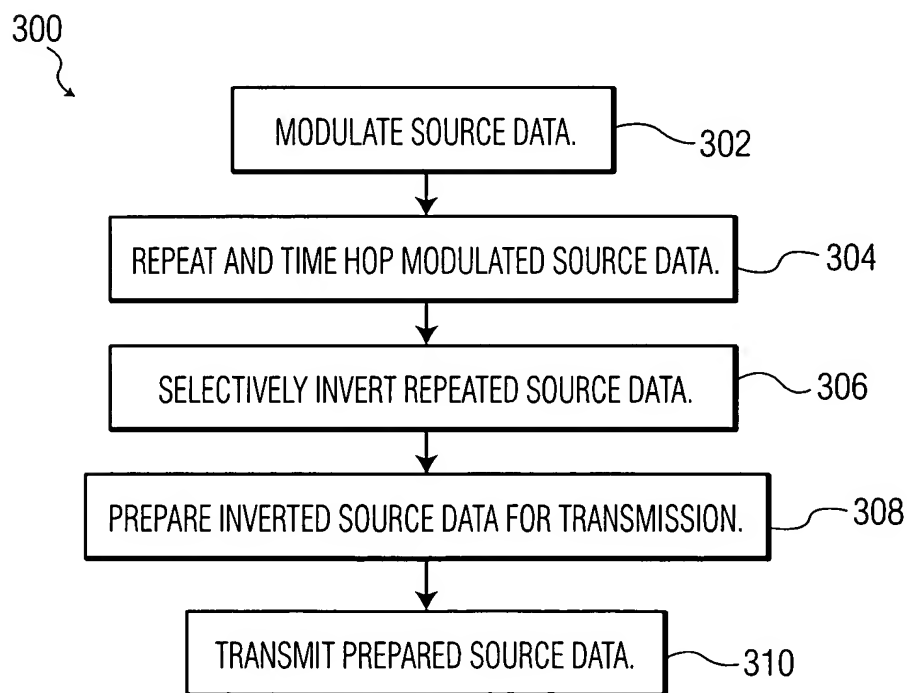 300
MODULATE SOURCE DATA.
302
REPEAT AND TIME HOP MODULATED SOURCE DATA.
304
SELECTIVELY INVERT REPEATED SOURCE DATA.
306
PREPARE INVERTED SOURCE DATA FOR TRANSMISSION.
308
TRANSMIT PREPARED SOURCE DATA.
310